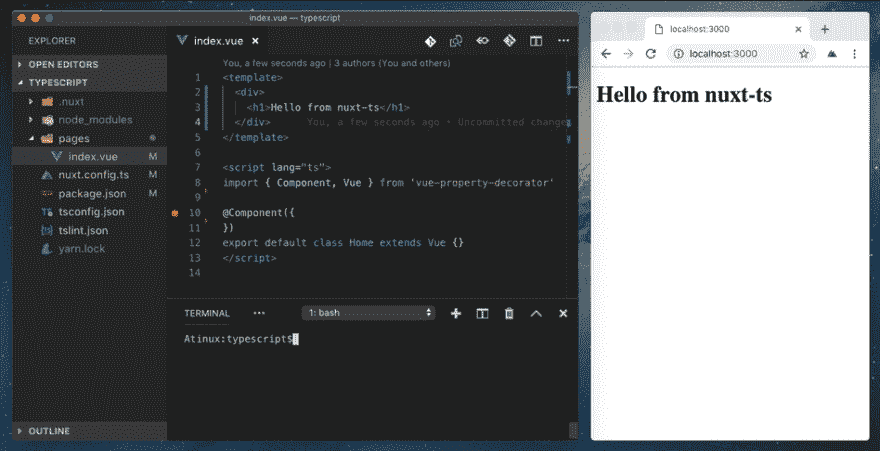 index.vue — typescript
EXPLORER
OPEN EDITORS
TYPESCRIPT
.nuxt
node_modules
pages
index.vue M
nuxt.config.ts M
package.json M
tsconfig.json
tslint.json
yarn.lock
OUTLINE
index.vue
You, a few seconds ago | 3 authors (You and others)
1 <template>
2 <div>
3 <h1>Hello from nuxt-ts</h1>
4 </div> You, a few seconds ago • Uncommitted change
5 </template>
6
7 <script lang="ts">
8 import { Component, Vue } from 'vue-property-decorator'
9
10 @Component({
11 })
12 export default class Home extends Vue {}
13 </script>
14
TERMINAL
1: bash
Atinux:typescript$
localhost:3000
localhost:3000
Hello from nuxt-ts